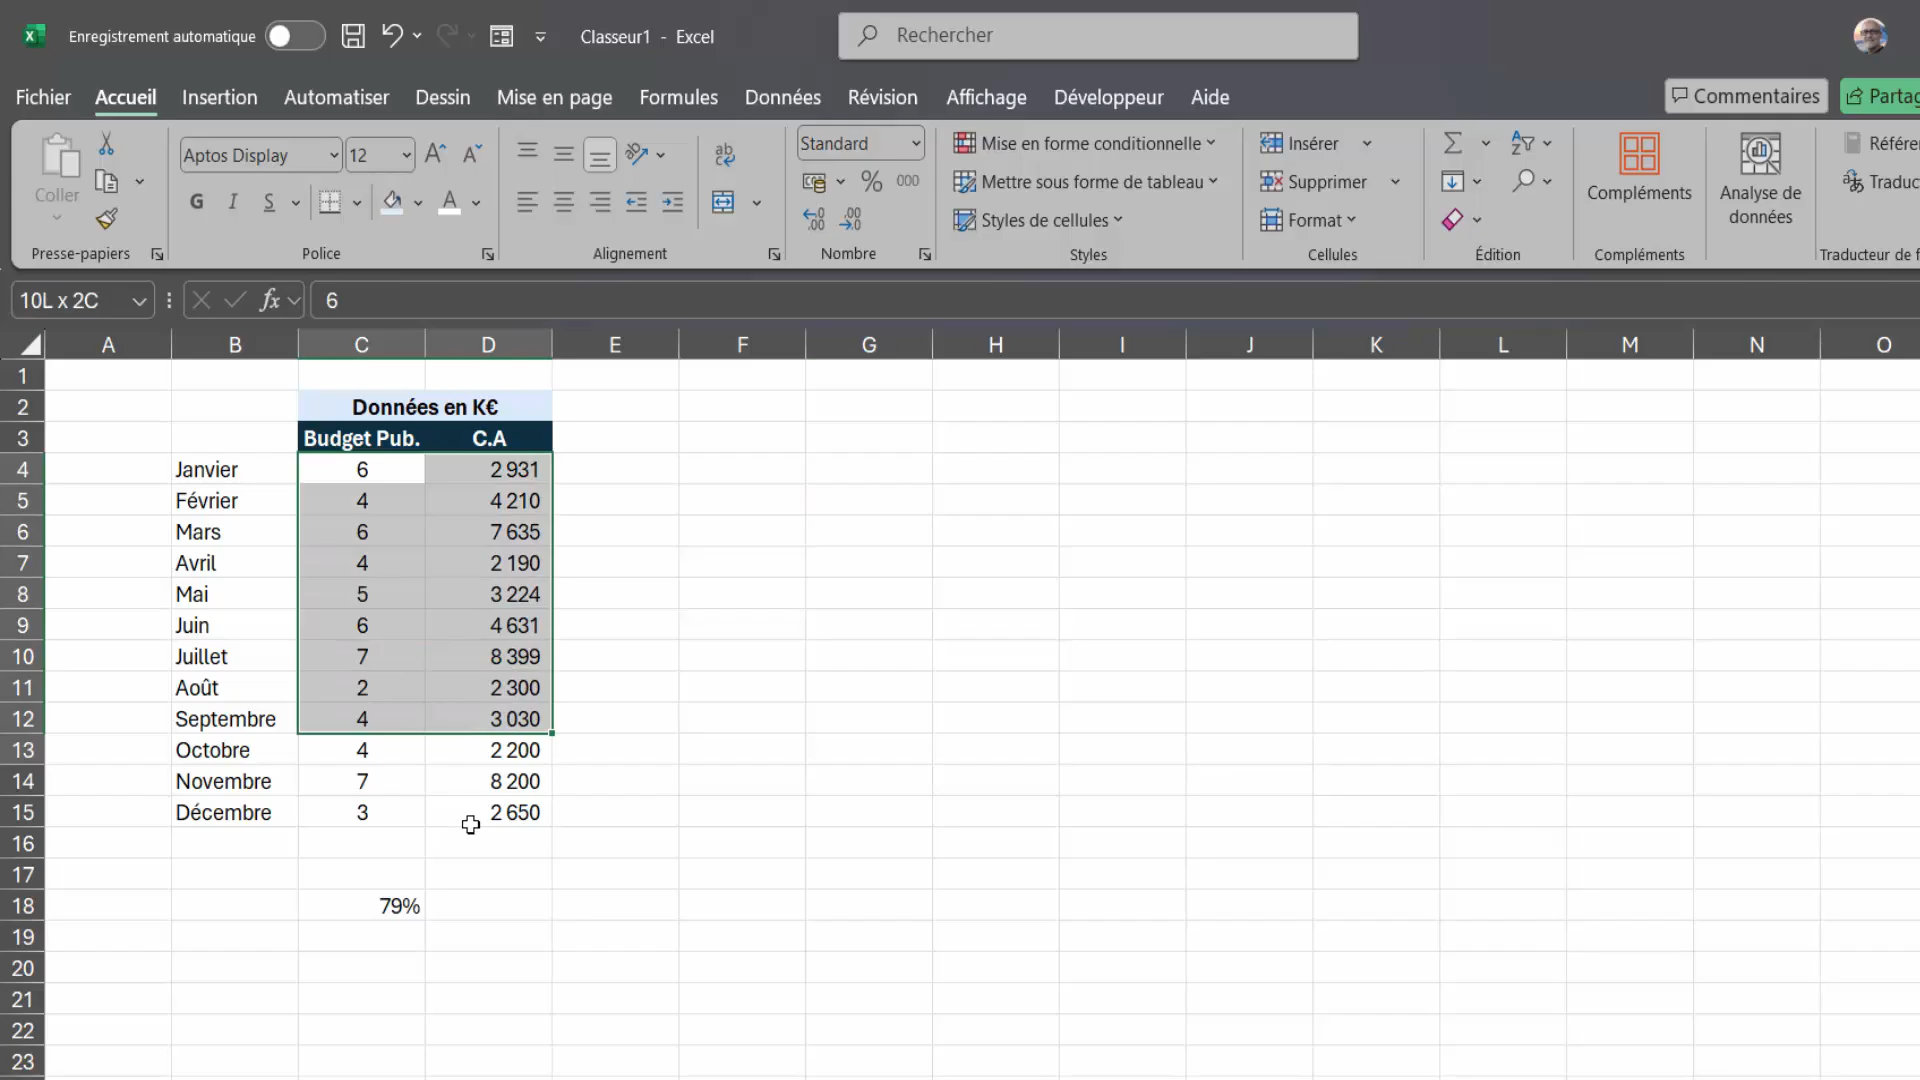 Enregistrement automatique
Classeur1 - Excel
Rechercher
Fichier Accueil Insertion Automatiser Dessin Mise en page Formules Données Révision Affichage Développeur Aide
Commentaires
Coller
Presse-papiers
Aptos Display 12
G I S
Police
Alignement
Standard
% 000
Nombre
Mise en forme conditionnelle
Mettre sous forme de tableau
Styles de cellules
Styles
Insérer
Supprimer
Format
Cellules
Édition
Compléments
Compléments
Analyse de
données
10L x 2C fx 6
A B C D E F G H I J K L M N O
1
2 Données en K€
3 Budget Pub. C.A
4 Janvier 6 2 931
5 Février 4 4 210
6 Mars 6 7 635
7 Avril 4 2 190
8 Mai 5 3 224
9 Juin 6 4 631
10 Juillet 7 8 399
11 Août 2 2 300
12 Septembre 4 3 030
13 Octobre 4 2 200
14 Novembre 7 8 200
15 Décembre 3 2 650
16
17
18 79%
19
20
21
22
23